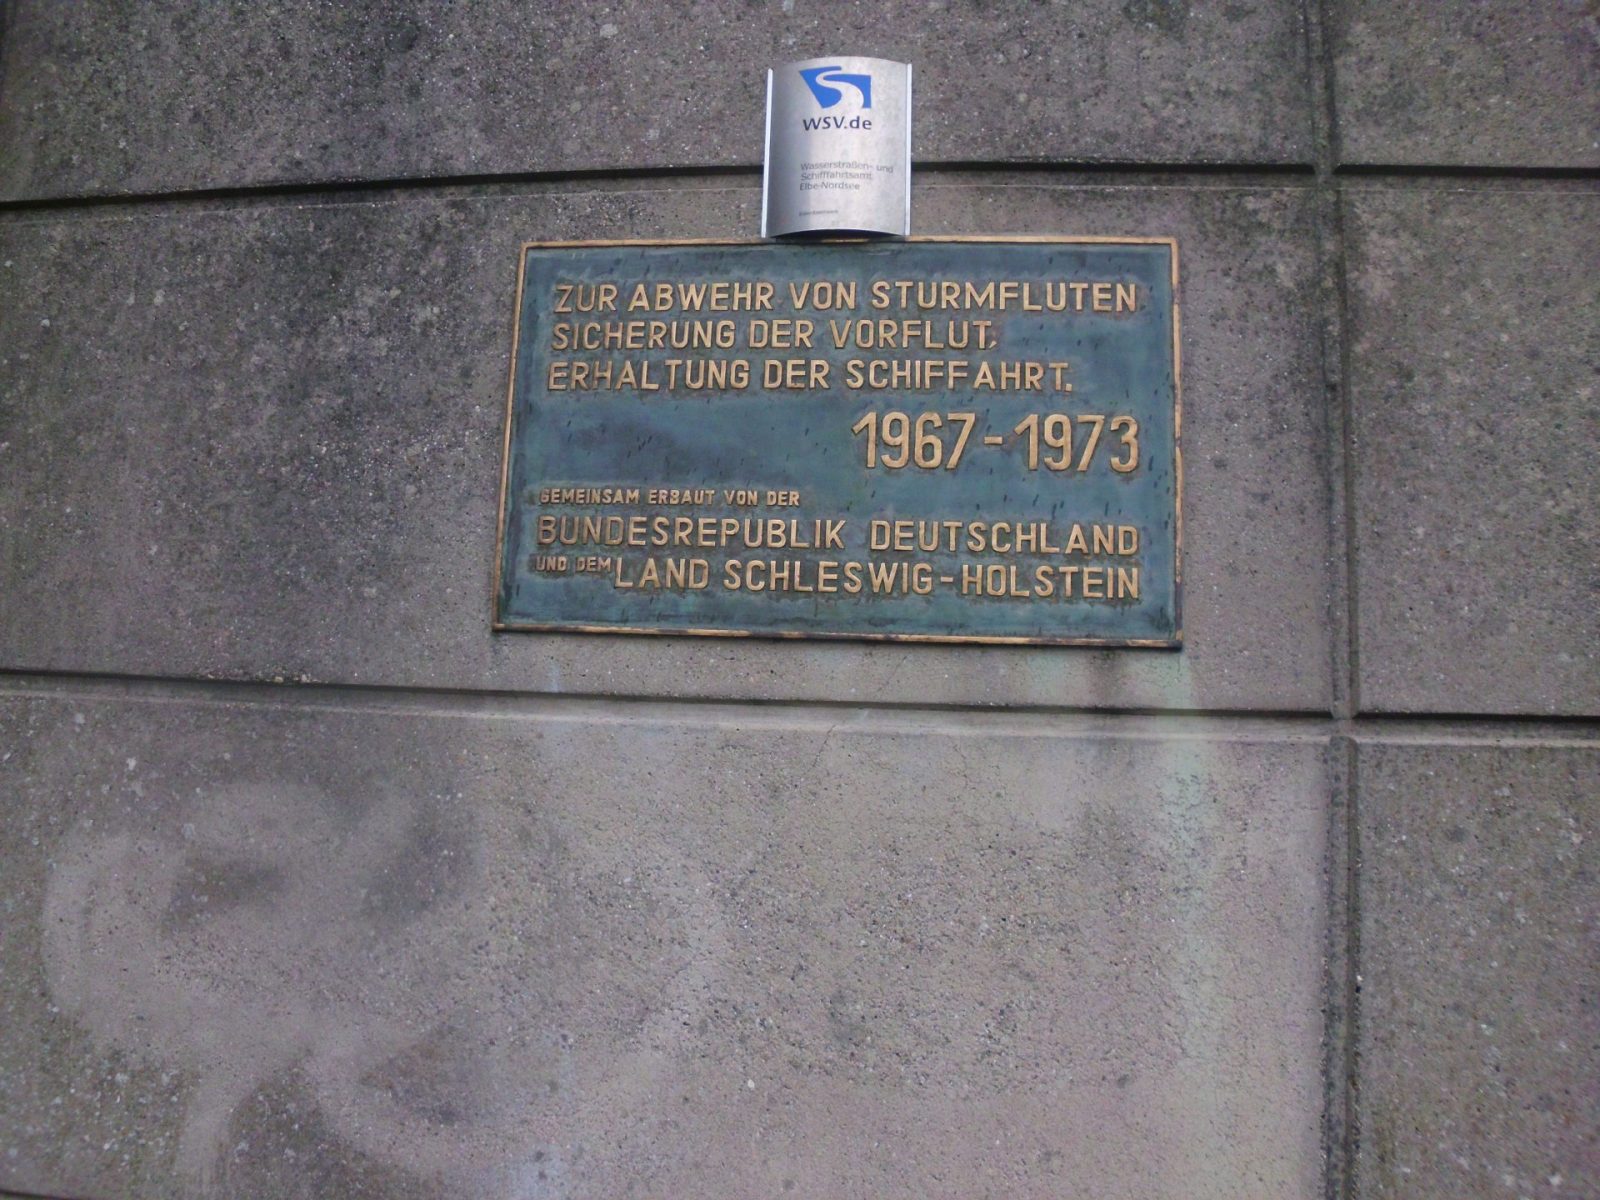 WSV.de
Wasserstraßen- und
Schifffahrtsamt
Elbe-Nordsee
ZUR ABWEHR VON STURMFLUTEN
SICHERUNG DER VORFLUT,
ERHALTUNG DER SCHIFFAHRT.
1967-1973
GEMEINSAM ERBAUT VON DER
BUNDESREPUBLIK DEUTSCHLAND
UND DEM LAND SCHLESWIG-HOLSTEIN